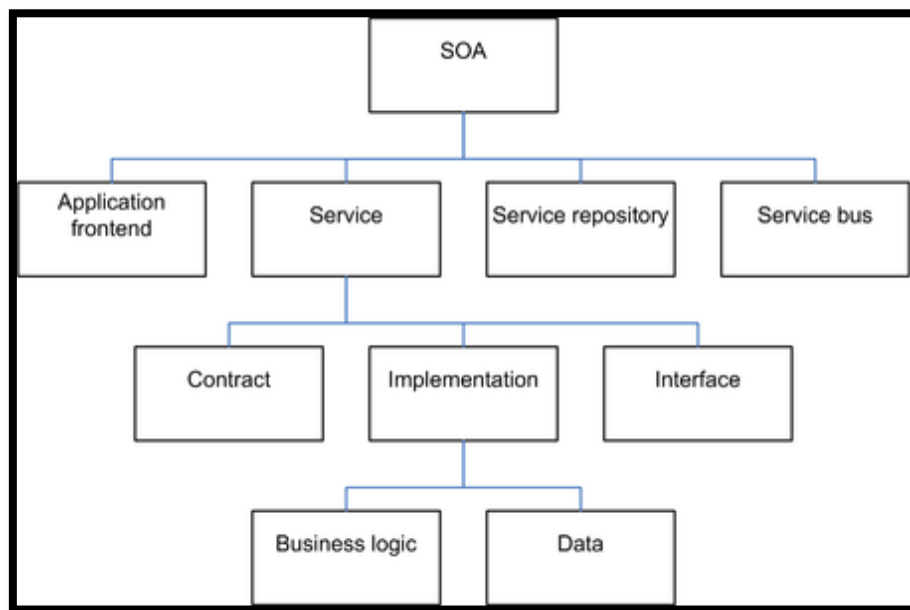 SOA
Application
frontend
Service
Service repository
Service bus
Contract
Implementation
Interface
Business logic
Data